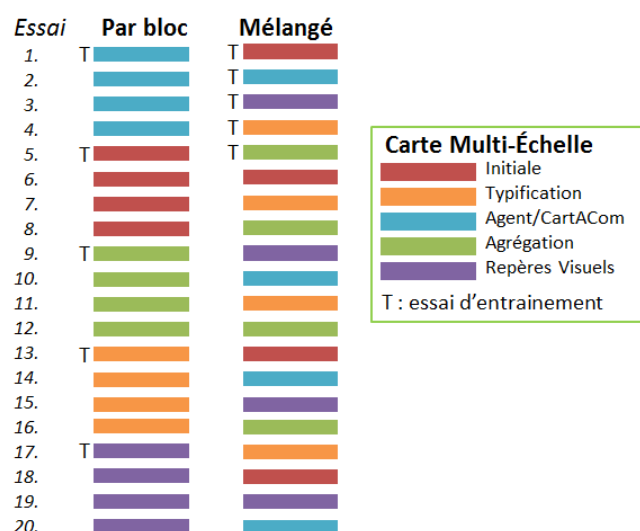 Essai Par bloc Mélangé
1. T T
2. T
3. T
4. T
5. T T
6.
7.
8.
9. T
10.
11.
12.
13. T
14.
15.
16.
17. T
18.
19.
20.
Carte Multi-Échelle
Initiale
Typification
Agent/CartACom
Agrégation
Repères Visuels
T : essai d'entrainement